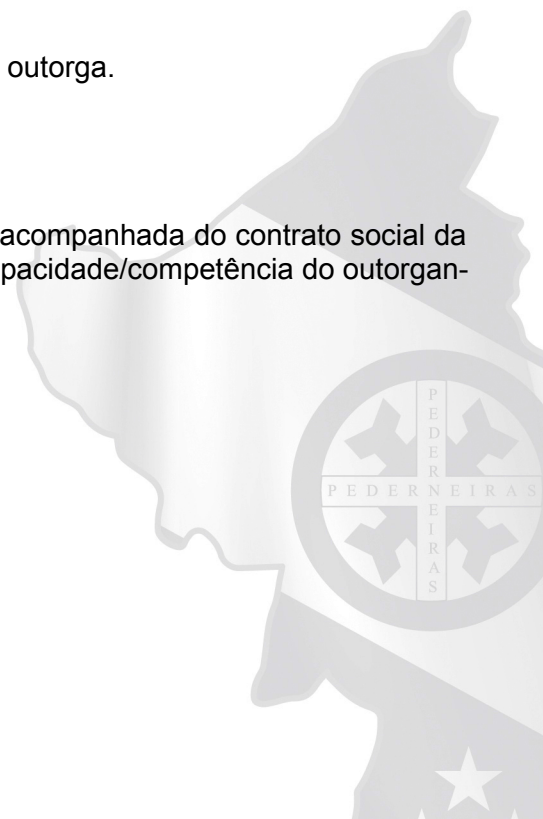 outorga.
acompanhada do contrato social da
pacidade/competência do outorgan-
PEDERNEIRAS
PEDERNEIRAS